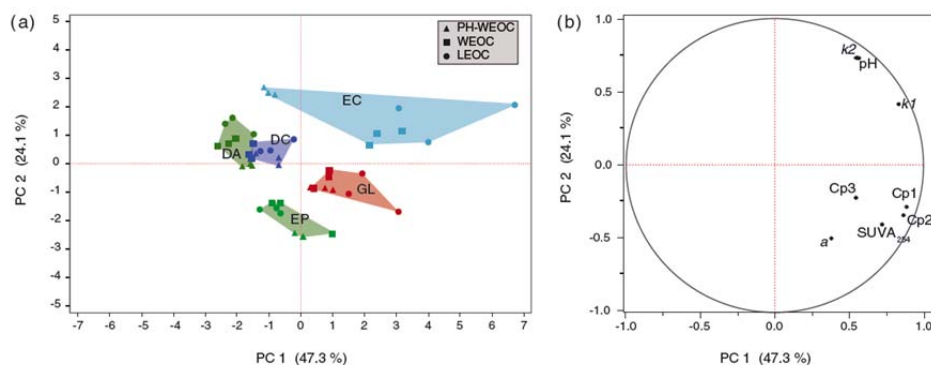 (a)
5
4
3
2
1
0
-1
-2
-3
-4
-5
PC 2 (24.1 %)
PH-WEOC
WEOC
LEOC
EC
DA
DC
GL
EP
-7 -6 -5 -4 -3 -2 -1 0 1 2 3 4 5 6 7
PC 1 (47.3 %)
(b)
1.0
0.5
0.0
-0.5
-1.0
PC 2 (24.1 %)
k2
pH
k1
Cp3
Cp1
Cp2
SUVA254
a
-1.0 -0.5 0.0 0.5 1.0
PC 1 (47.3 %)